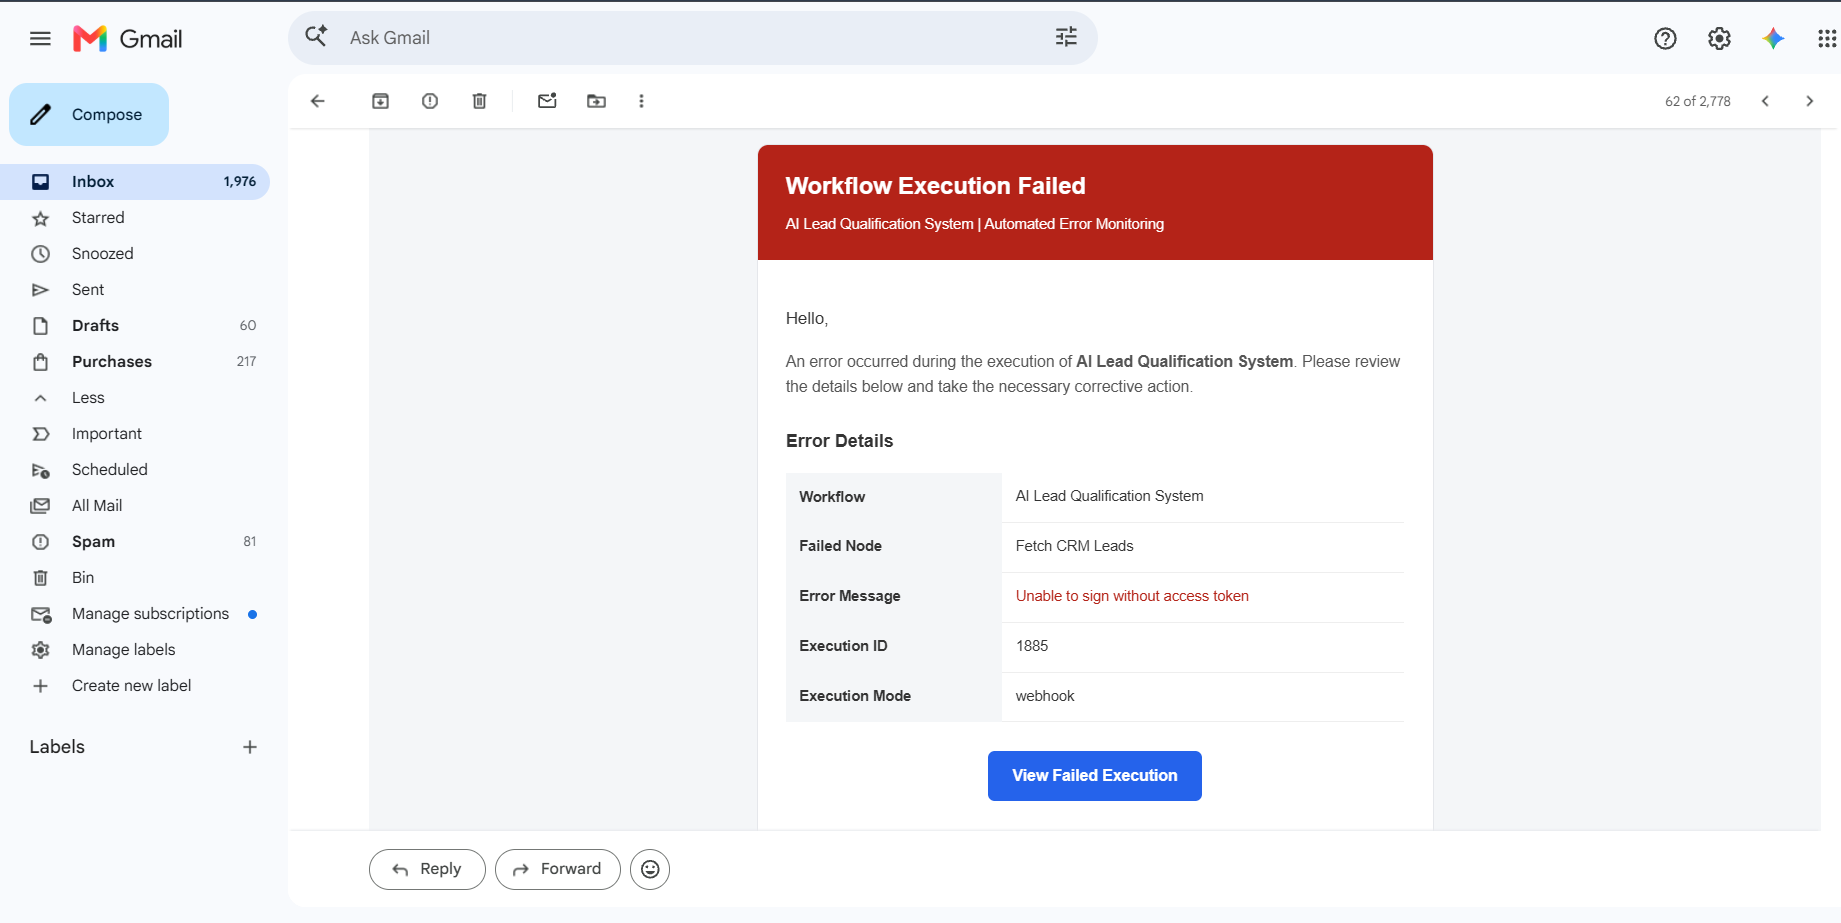 Gmail
Ask Gmail
Compose
62 of 2,778
Inbox 1,976
Starred
Snoozed
Sent
Drafts 60
Purchases 217
Less
Important
Scheduled
All Mail
Spam 81
Bin
Manage subscriptions
Manage labels
Create new label
Labels
Workflow Execution Failed
AI Lead Qualification System | Automated Error Monitoring
Hello,
An error occurred during the execution of AI Lead Qualification System. Please review
the details below and take the necessary corrective action.
Error Details
Workflow AI Lead Qualification System
Failed Node Fetch CRM Leads
Error Message Unable to sign without access token
Execution ID 1885
Execution Mode webhook
View Failed Execution
Reply Forward